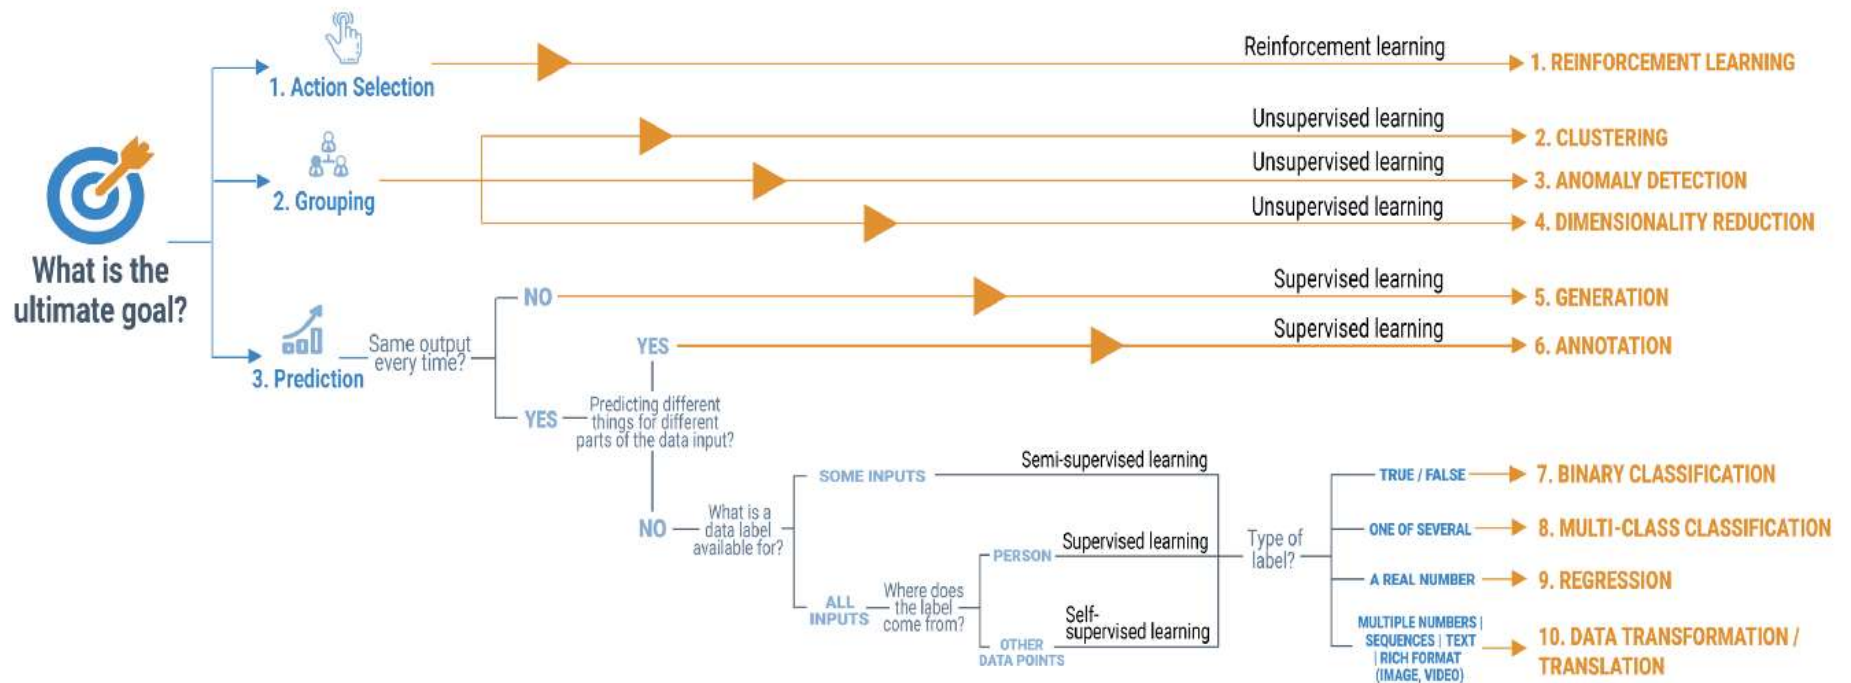 What is the
ultimate goal?
1. Action Selection
Reinforcement learning
1. REINFORCEMENT LEARNING
2. Grouping
Unsupervised learning
2. CLUSTERING
Unsupervised learning
3. ANOMALY DETECTION
Unsupervised learning
4. DIMENSIONALITY REDUCTION
3. Prediction
Same output
every time?
NO
Supervised learning
5. GENERATION
YES
Predicting different
things for different
parts of the data input?
YES
Supervised learning
6. ANNOTATION
NO
What is a
data label
available for?
SOME INPUTS
Semi-supervised learning
ALL
INPUTS
Where does
the label
come from?
PERSON
Supervised learning
OTHER
DATA POINTS
Self-
supervised learning
Type of
label?
TRUE / FALSE
7. BINARY CLASSIFICATION
ONE OF SEVERAL
8. MULTI-CLASS CLASSIFICATION
A REAL NUMBER
9. REGRESSION
MULTIPLE NUMBERS |
SEQUENCES | TEXT
| RICH FORMAT
(IMAGE, VIDEO)
10. DATA TRANSFORMATION /
TRANSLATION